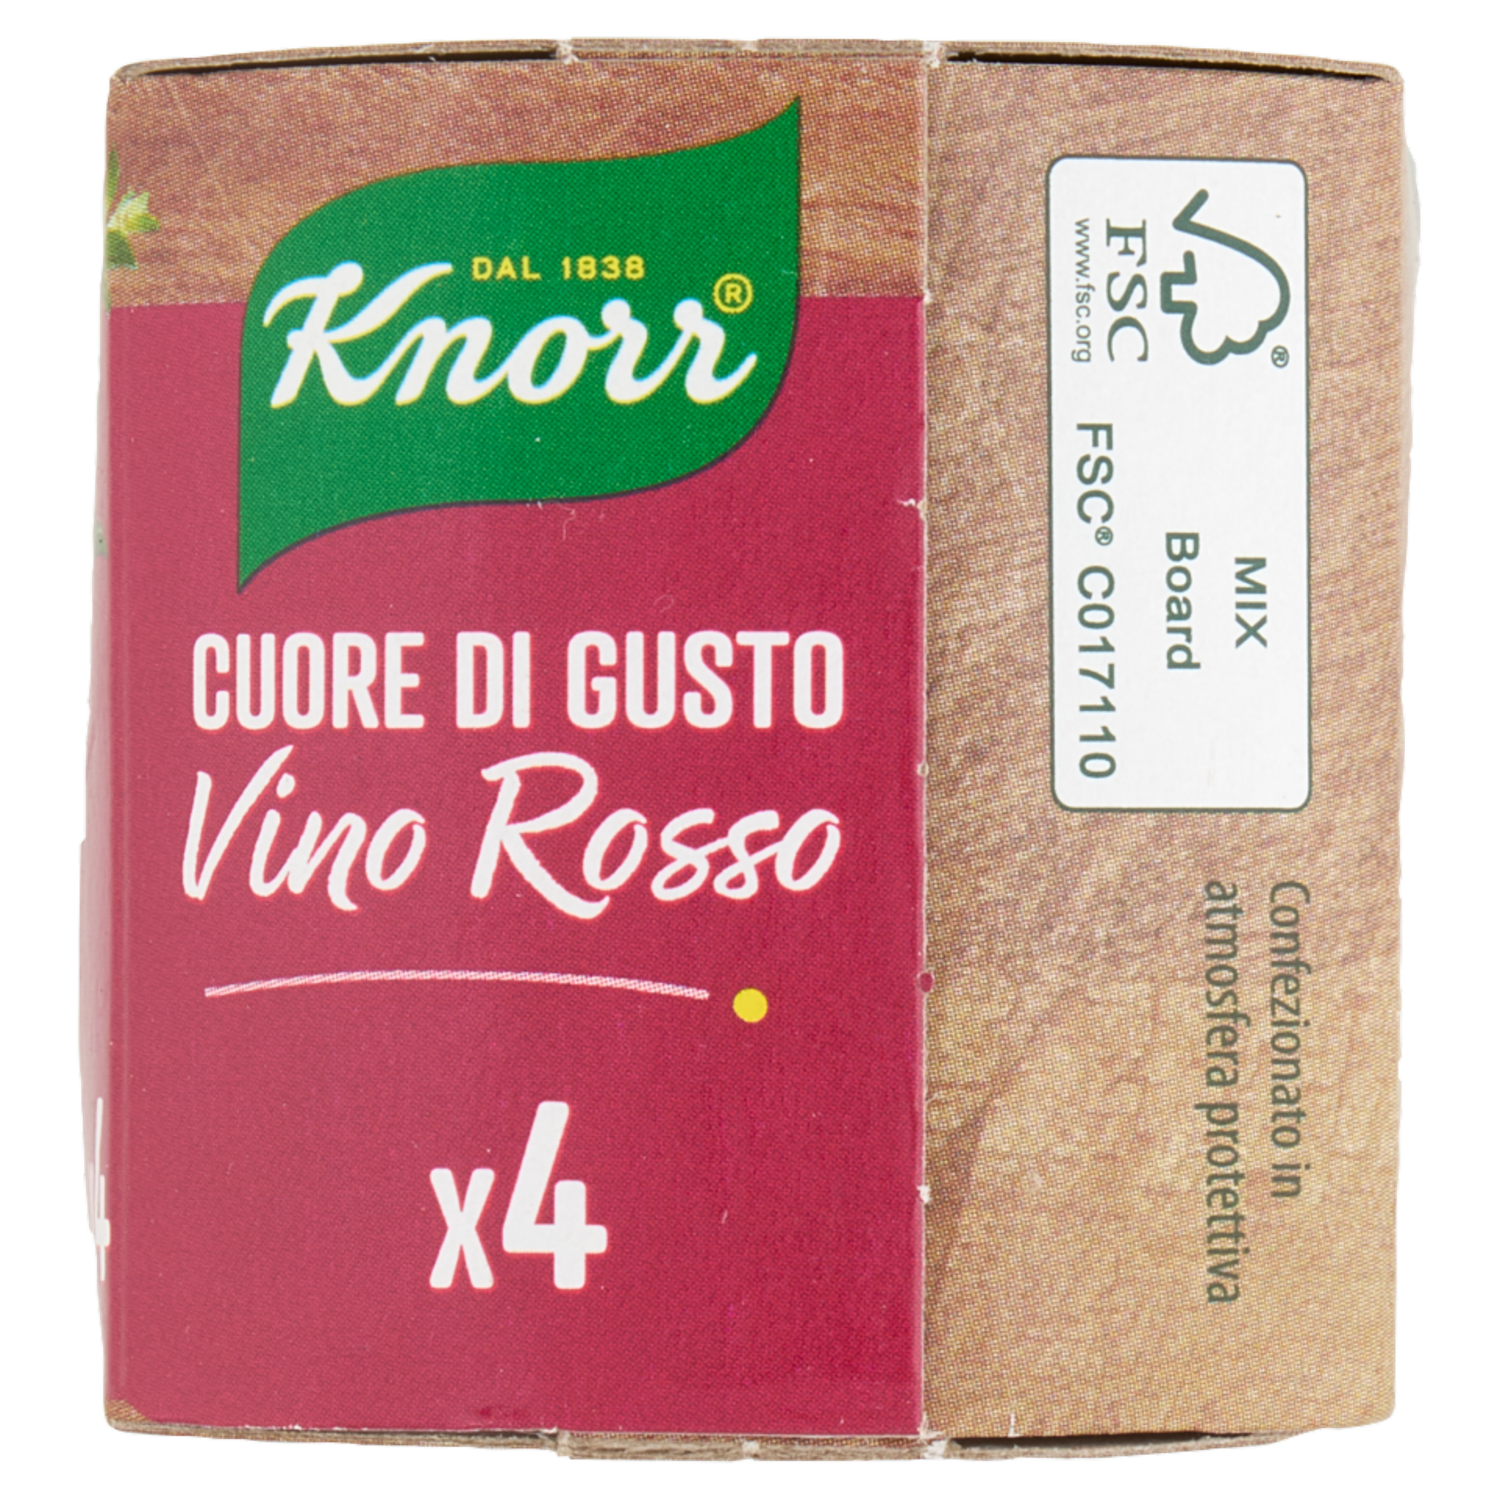 DAL 1838
Knorr®
CUORE DI GUSTO
Vino Rosso
x4
FSC®
www.fsc.org
MIX
Board
FSC® C017110
Confezionato in
atmosfera protettiva